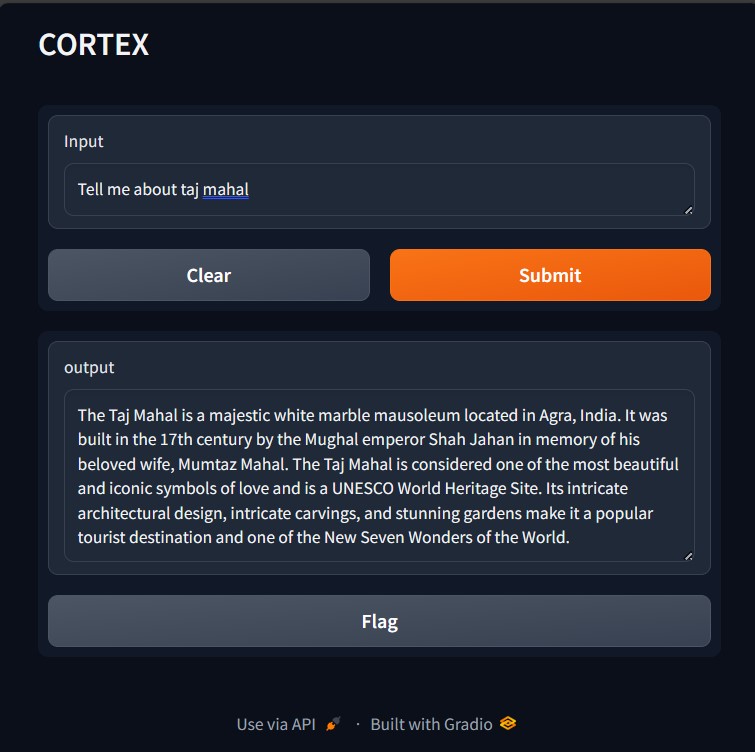 CORTEX
Input
Tell me about taj mahal
Clear
Submit
output
The Taj Mahal is a majestic white marble mausoleum located in Agra, India. It was
built in the 17th century by the Mughal emperor Shah Jahan in memory of his
beloved wife, Mumtaz Mahal. The Taj Mahal is considered one of the most beautiful
and iconic symbols of love and is a UNESCO World Heritage Site. Its intricate
architectural design, intricate carvings, and stunning gardens make it a popular
tourist destination and one of the New Seven Wonders of the World.
Flag
Use via API · Built with Gradio